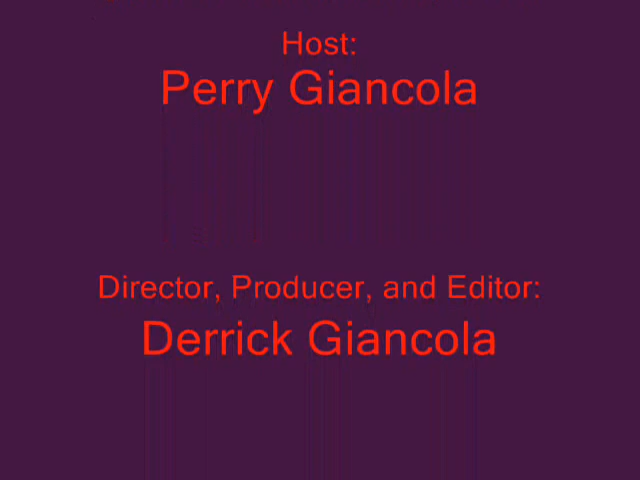 Host:
Perry Giancola
Director, Producer, and Editor:
Derrick Giancola